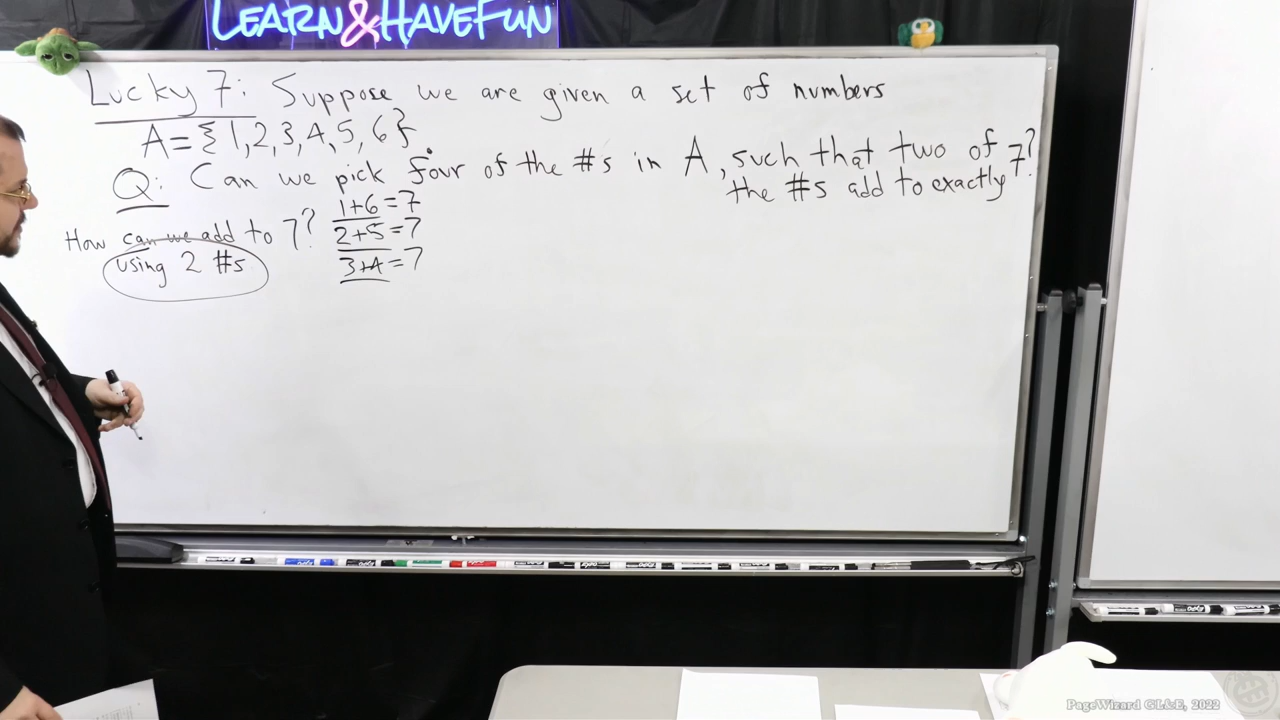 LEARN&HAVEFUN
Lucky 7: Suppose we are given a set of numbers
A={1,2,3,4,5,6}.
Q: Can we pick four of the #s in A, such that two of
the #s add to exactly 7?
How can we add to 7?
using 2 #s
1+6=7
2+5=7
3+4=7
PageWizard GL&E, 2022